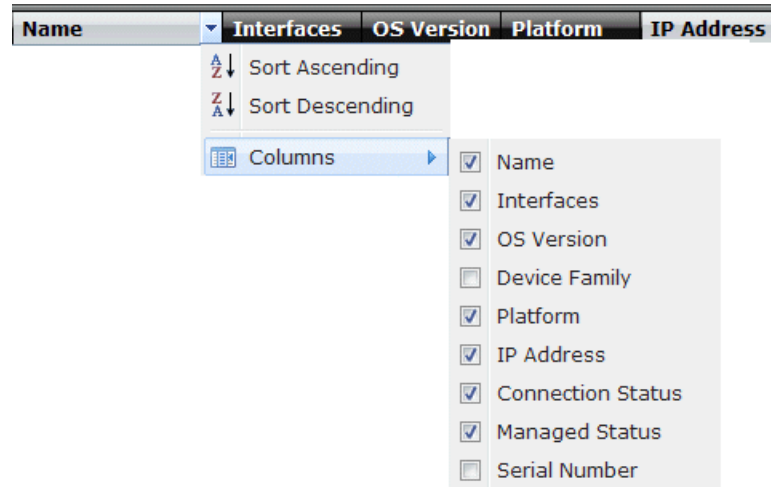 Name Interfaces OS Version Platform IP Address
Sort Ascending
Sort Descending
Columns
Name
Interfaces
OS Version
Device Family
Platform
IP Address
Connection Status
Managed Status
Serial Number